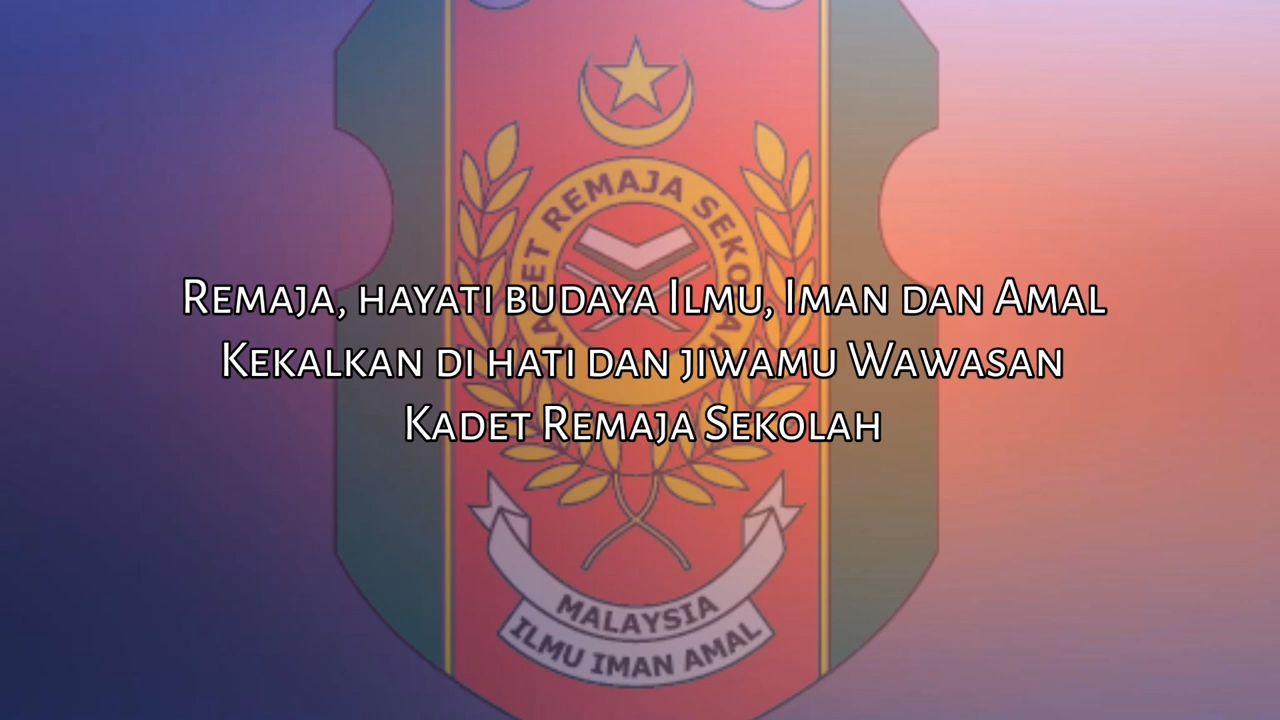 KADET REMAJA SEKOLAH
Remaja, hayati budaya Ilmu, Iman dan Amal
Kekalkan di hati dan jiwamu Wawasan
Kadet Remaja Sekolah
MALAYSIA
ILMU IMAN AMAL